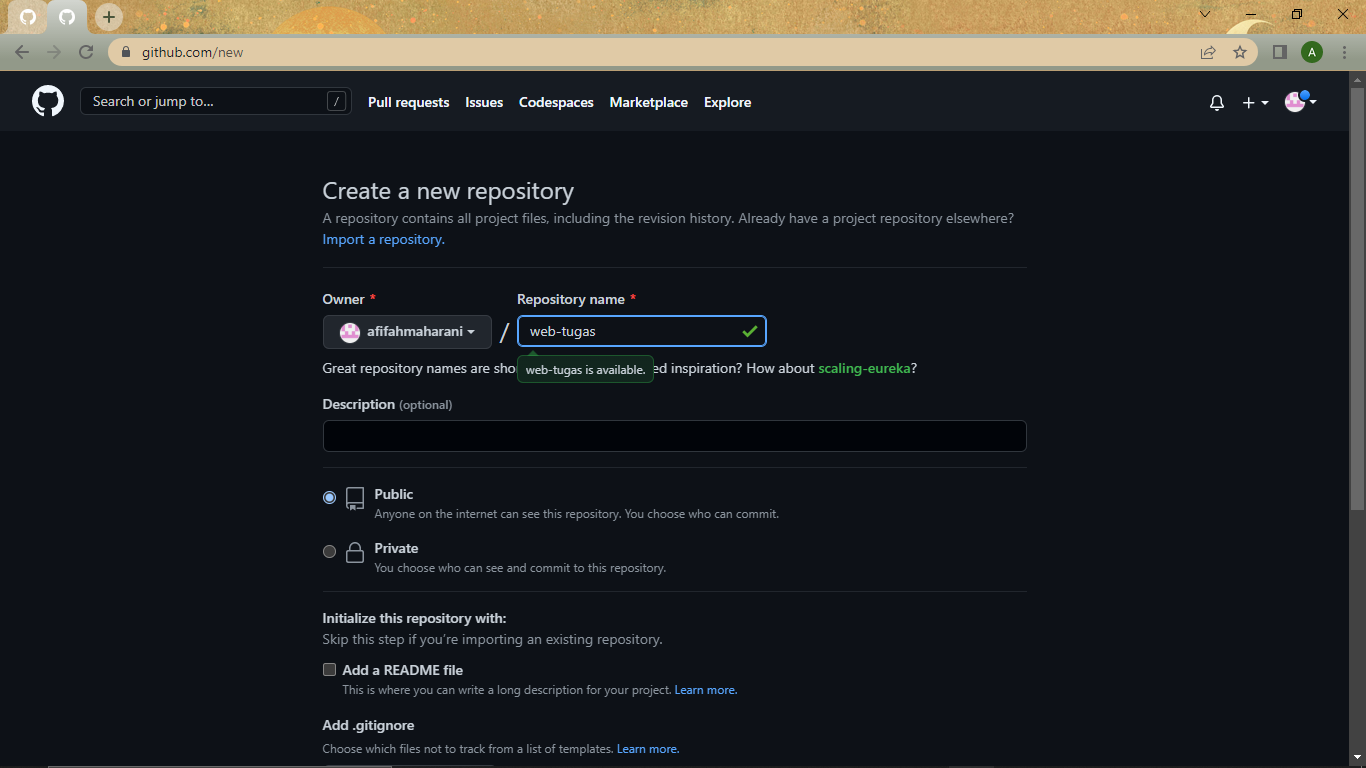 github.com/new
A
Search or jump to...
/
Pull requests
Issues
Codespaces
Marketplace
Explore
Create a new repository
A repository contains all project files, including the revision history. Already have a project repository elsewhere?
Import a repository.
Owner *
Repository name *
afifahmaharani
/
web-tugas
Great repository names are sho
web-tugas is available.
ed inspiration? How about scaling-eureka?
Description (optional)
Public
Anyone on the internet can see this repository. You choose who can commit.
Private
You choose who can see and commit to this repository.
Initialize this repository with:
Skip this step if you're importing an existing repository.
Add a README file
This is where you can write a long description for your project. Learn more.
Add .gitignore
Choose which files not to track from a list of templates. Learn more.